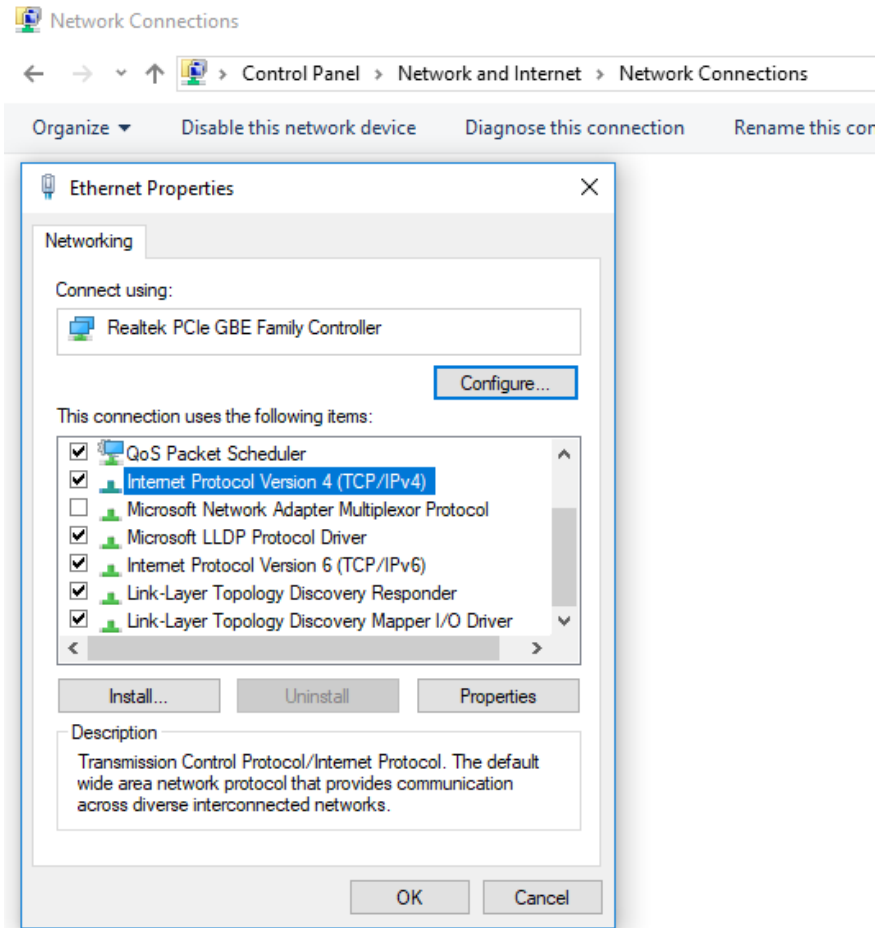 Network Connections
Control Panel > Network and Internet > Network Connections
Organize Disable this network device Diagnose this connection Rename this con
Ethernet Properties
Networking
Connect using:
Realtek PCIe GBE Family Controller
Configure...
This connection uses the following items:
QoS Packet Scheduler
Internet Protocol Version 4 (TCP/IPv4)
Microsoft Network Adapter Multiplexor Protocol
Microsoft LLDP Protocol Driver
Internet Protocol Version 6 (TCP/IPv6)
Link-Layer Topology Discovery Responder
Link-Layer Topology Discovery Mapper I/O Driver
Install... Uninstall Properties
Description
Transmission Control Protocol/Internet Protocol. The default
wide area network protocol that provides communication
across diverse interconnected networks.
OK Cancel